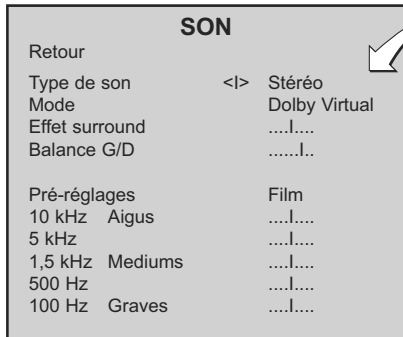 SON
Retour
Type de son <I> Stéréo
Mode Dolby Virtual
Effet surround ....I....
Balance G/D ......I..
Pré-réglages Film
10 kHz Aigus ....I....
5 kHz ....I....
1,5 kHz Mediums ....I....
500 Hz ....I....
100 Hz Graves ....I....